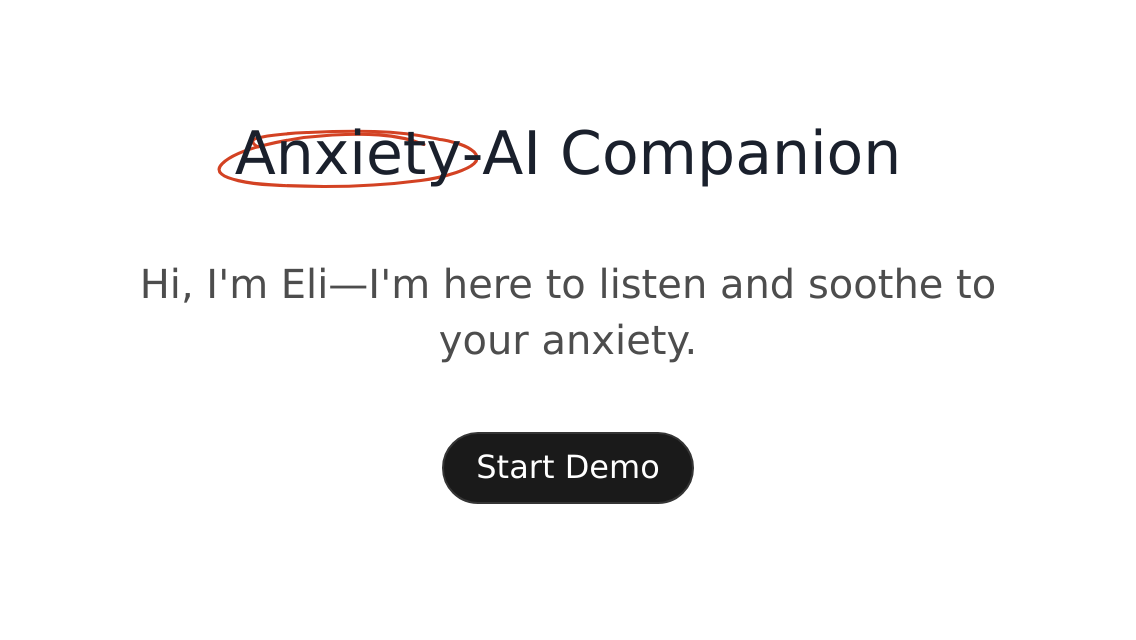 Anxiety-AI Companion
Hi, I'm Eli—I'm here to listen and soothe to
your anxiety.
Start Demo